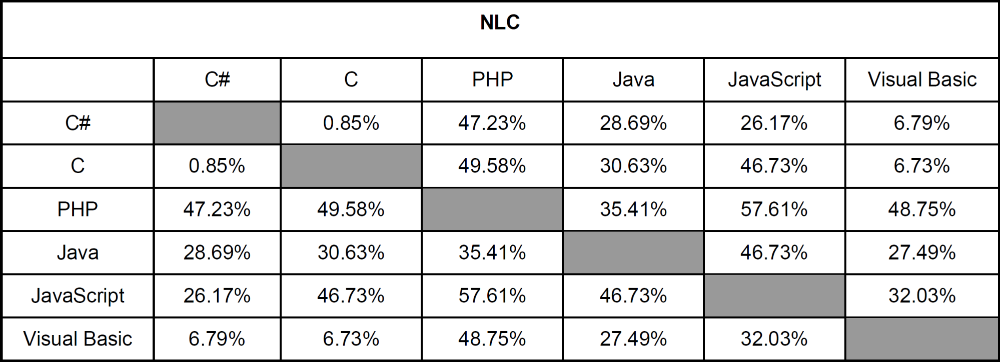 NLC
C# C PHP Java JavaScript Visual Basic
C# 0.85% 47.23% 28.69% 26.17% 6.79%
C 0.85% 49.58% 30.63% 46.73% 6.73%
PHP 47.23% 49.58% 35.41% 57.61% 48.75%
Java 28.69% 30.63% 35.41% 46.73% 27.49%
JavaScript 26.17% 46.73% 57.61% 46.73% 32.03%
Visual Basic 6.79% 6.73% 48.75% 27.49% 32.03%